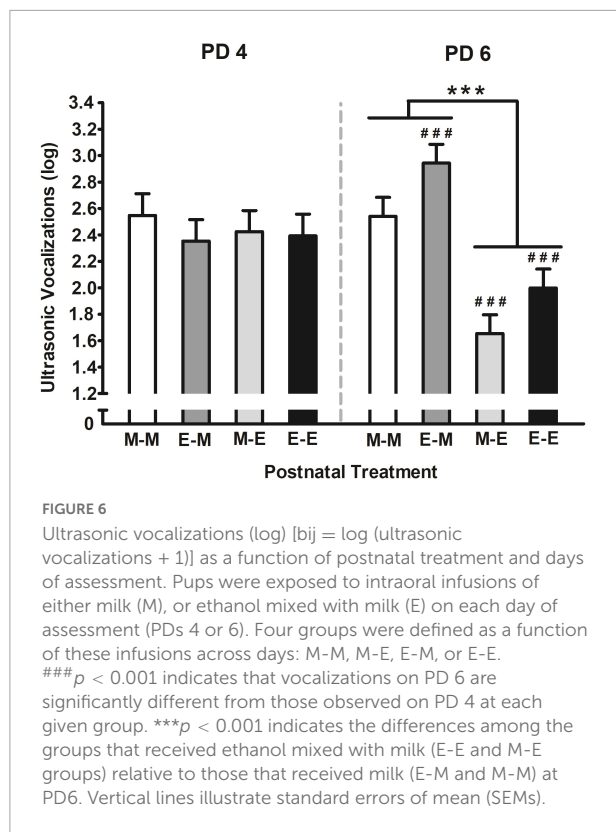 PD 4 PD 6
***
3.4
3.2
3.0
2.8
2.6
2.4
2.2
2.0
1.8
1.6
1.4
1.2
0
Ultrasonic Vocalizations (log)
###
###
###
M-M E-M M-E E-E M-M E-M M-E E-E
Postnatal Treatment
FIGURE 6
Ultrasonic vocalizations (log) [bij = log (ultrasonic
vocalizations + 1)] as a function of postnatal treatment and days
of assessment. Pups were exposed to intraoral infusions of
either milk (M), or ethanol mixed with milk (E) on each day of
assessment (PDs 4 or 6). Four groups were defined as a function
of these infusions across days: M-M, M-E, E-M, or E-E.
###p < 0.001 indicates that vocalizations on PD 6 are
significantly different from those observed on PD 4 at each
given group. ***p < 0.001 indicates the differences among the
groups that received ethanol mixed with milk (E-E and M-E
groups) relative to those that received milk (E-M and M-M) at
PD6. Vertical lines illustrate standard errors of mean (SEMs).